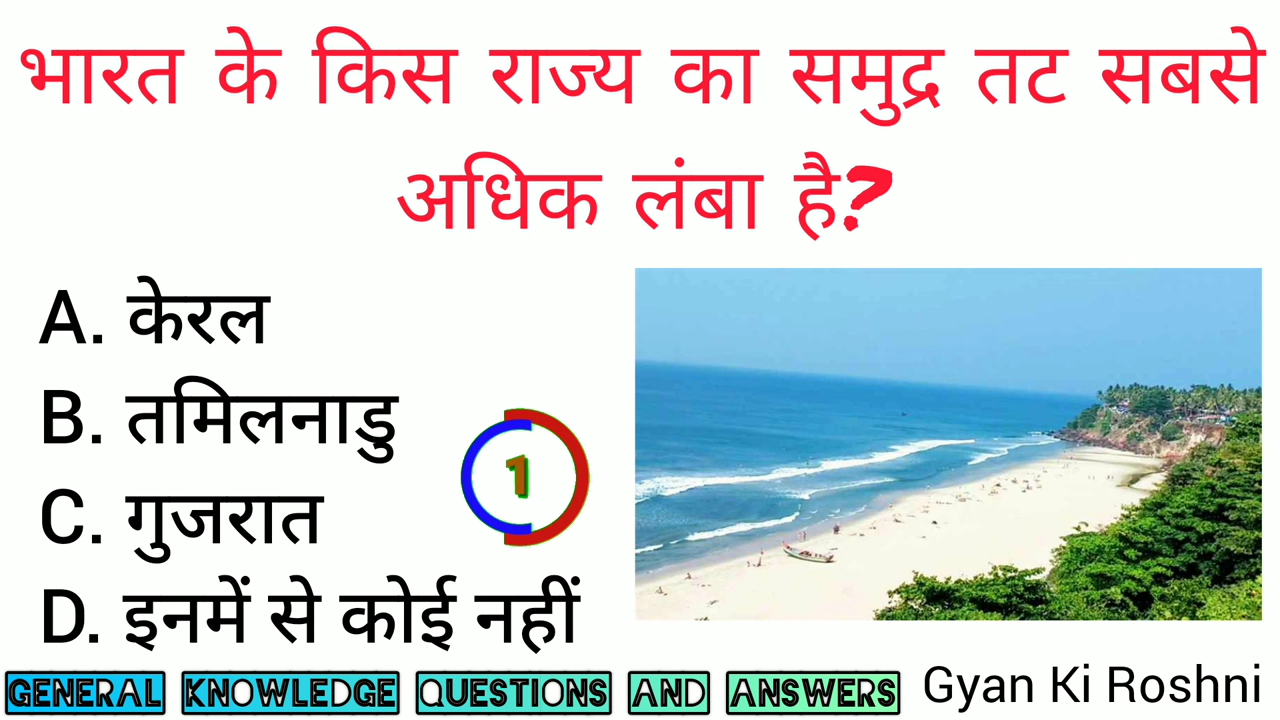 भारत के किस राज्य का समुद्र तट सबसे
अधिक लंबा है?
A. केरल
B. तमिलनाडु
C. गुजरात
D. इनमें से कोई नहीं
1
GENERAL KNOWLEDGE QUESTIONS AND ANSWERS
Gyan Ki Roshni